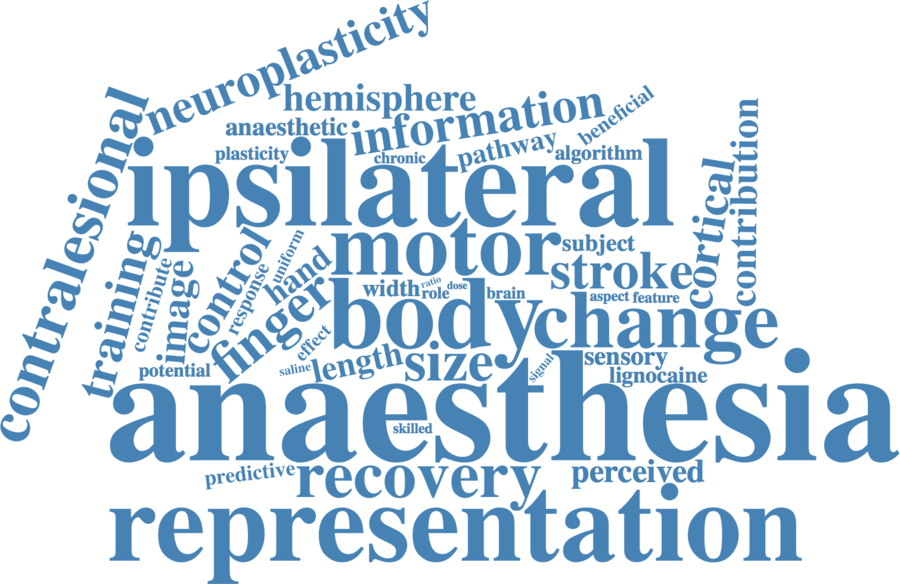 neuroplasticity
hemisphere
information
beneficial
anaesthetic
contralesional
plasticity
chronic
pathway
algorithm
contribution
ipsilateral
cortical
motor
subject
stroke
training
contribute
image
control
response
uniform
hand
finger
width
ratio
role
dose
brain
aspect
feature
body
change
effect
potential
saline
length
size
signal
sensory
lignocaine
anaesthesia
skilled
predictive
recovery
perceived
representation